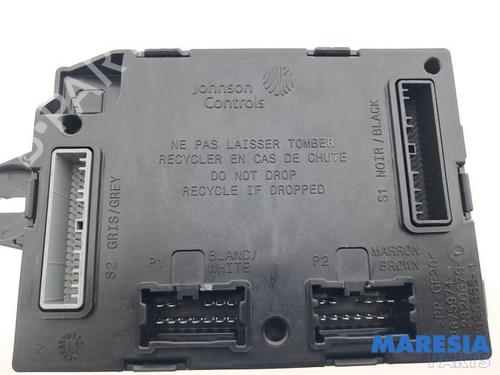 Johnson
Controls
NE PAS LAISSER TOMBER
RECYCLER EN CAS DE CHUTE
DO NOT DROP
RECYCLE IF DROPPED
S1 NOIR/BLACK
S2 GRIS/GREY
P1
BLANC/
WHITE
P2
MARRON
/BROWN
2
MARESIA
PARTS